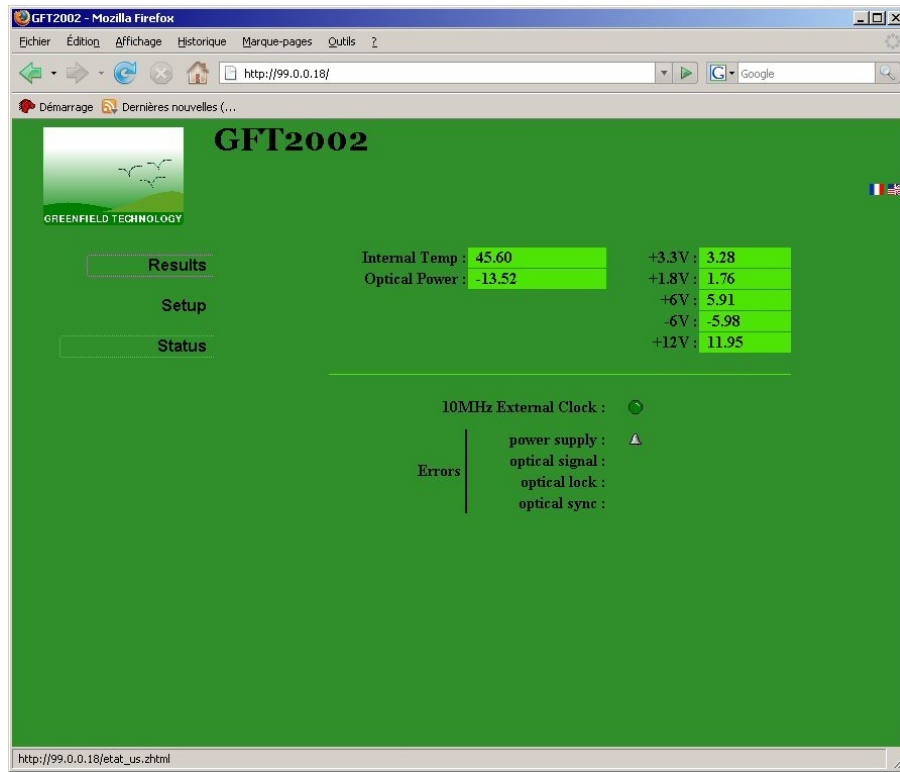 GFT2002 - Mozilla Firefox
Eichier Édition Affichage Historique Marque-pages Outils ?
http://99.0.0.18/
Google
Démarrage Dernières nouvelles (...
GFT2002
GREENFIELD TECHNOLOGY
Results
Setup
Status
Internal Temp : 45.60
Optical Power : -13.52
+3.3V : 3.28
+1.8V : 1.76
+6V : 5.91
-6V : -5.98
+12V : 11.95
10MHz External Clock :
Errors
power supply :
optical signal :
optical lock :
optical sync :
http://99.0.0.18/etat_us.zhtml